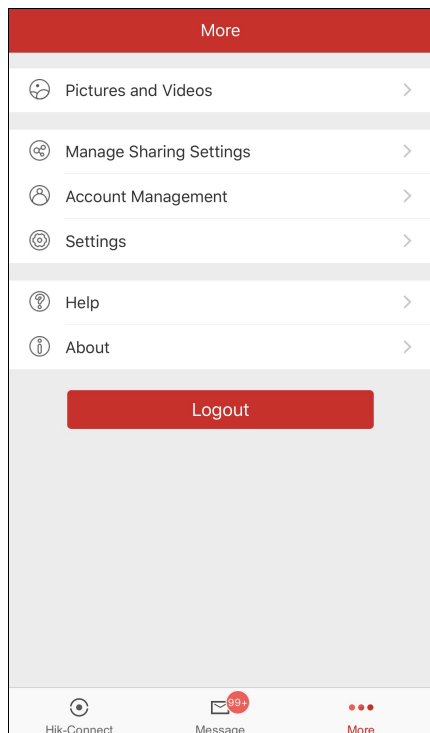 More
Pictures and Videos
Manage Sharing Settings
Account Management
Settings
Help
About
Logout
99+
Hik-Connect
Message
More